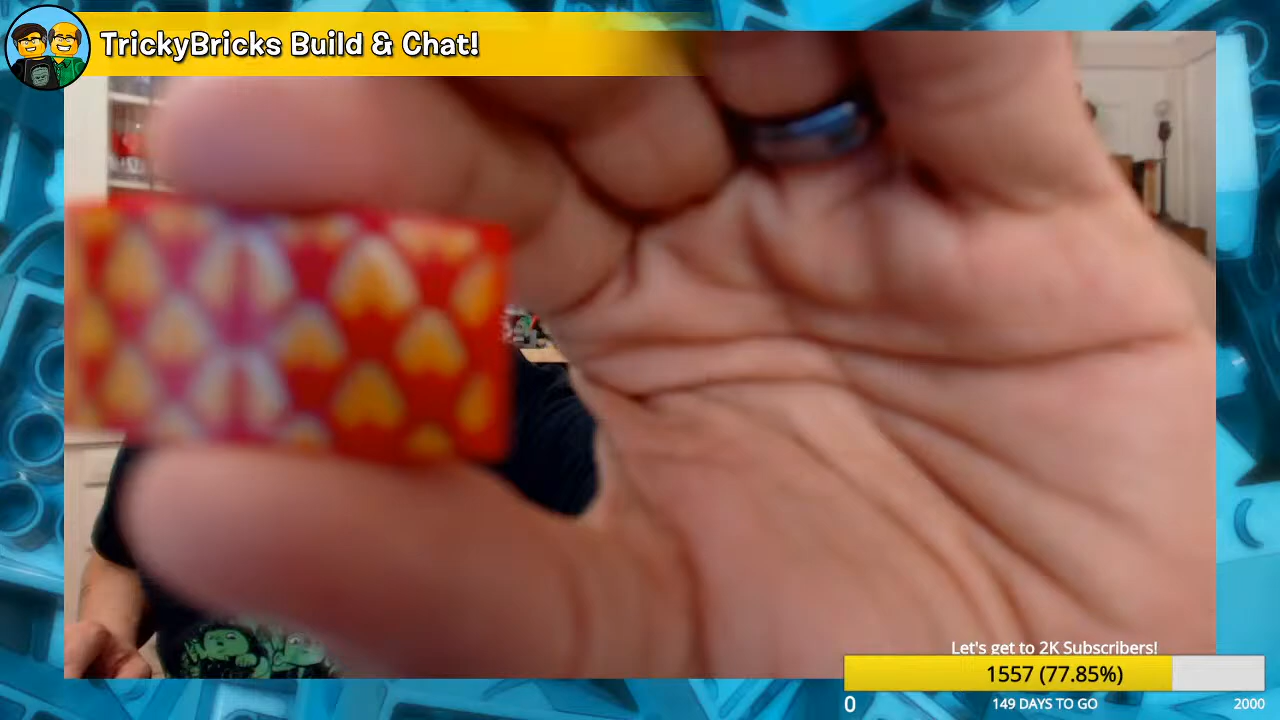 TrickyBricks Build & Chat!
Let's get to 2K Subscribers!
1557 (77.85%)
0
149 DAYS TO GO
2000